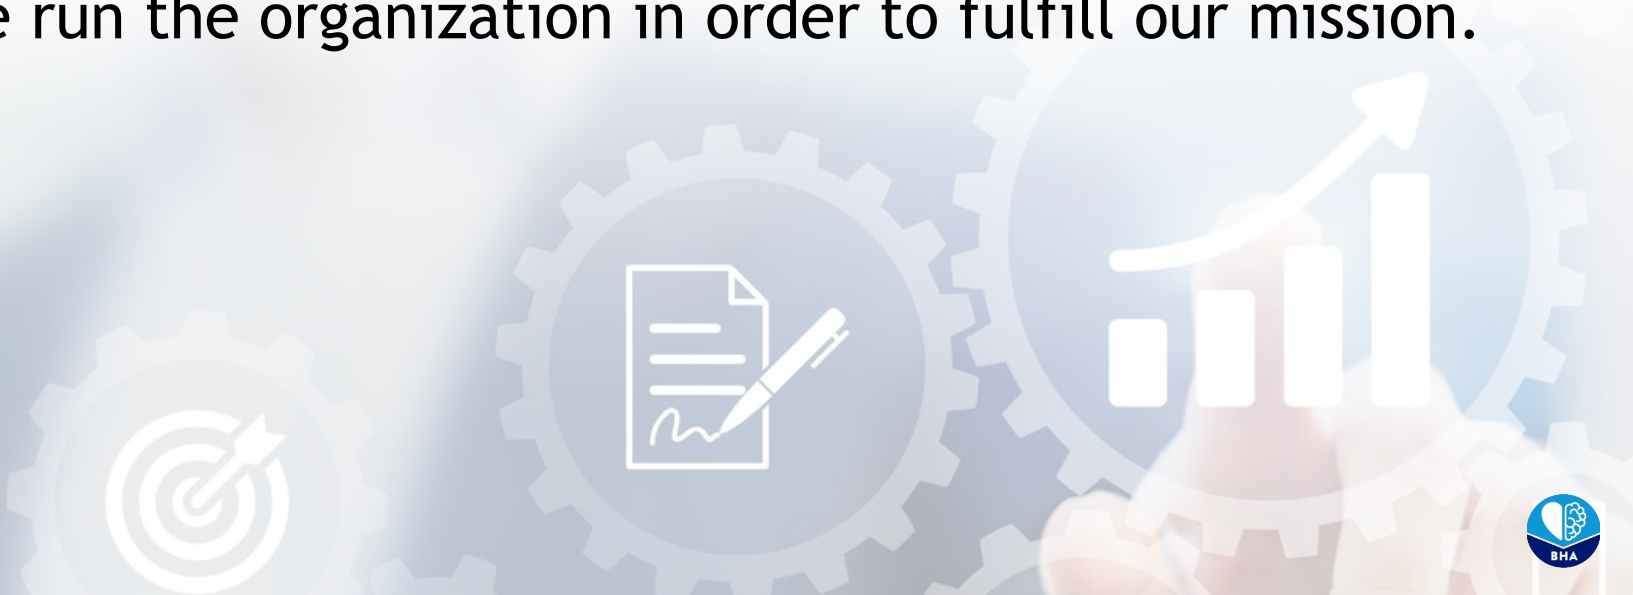 run the organization in order to fulfill our mission.
BHA